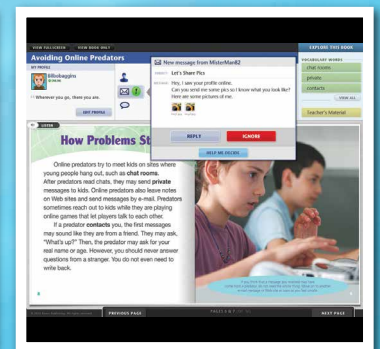 VIEW FULLSCREEN VIEW BOOK ONLY
EXPLORE THIS BOOK
Avoiding Online Predators
MY PROFILE
bilbobaggins
Wherever you go, there you are.
EDIT PROFILE
New message from MisterMan82
Let's Share Pics
Hey, I saw your profile online.
Can you send me some pics so I know what you look like?
Here are some pictures of me.
REPLY
IGNORE
HELP ME DECIDE
VOCABULARY WORDS
chat rooms
private
contacts
VIEW ALL
Teacher's Material
LISTEN
How Problems St
Online predators try to meet kids on sites where
young people hang out, such as chat rooms.
After predators read chats, they may send private
messages to kids. Online predators also leave notes
on Web sites and send messages by e-mail. Predators
sometimes reach out to kids while they are playing
online games that let players talk to each other.
If a predator contacts you, the first messages
may sound like they are from a friend. They may ask,
"What's up?" Then, the predator may ask for your
real name or age. However, you should never answer
questions from a stranger. You do not even need to
write back.
PREVIOUS PAGE
PAGES 6 & 7
NEXT PAGE